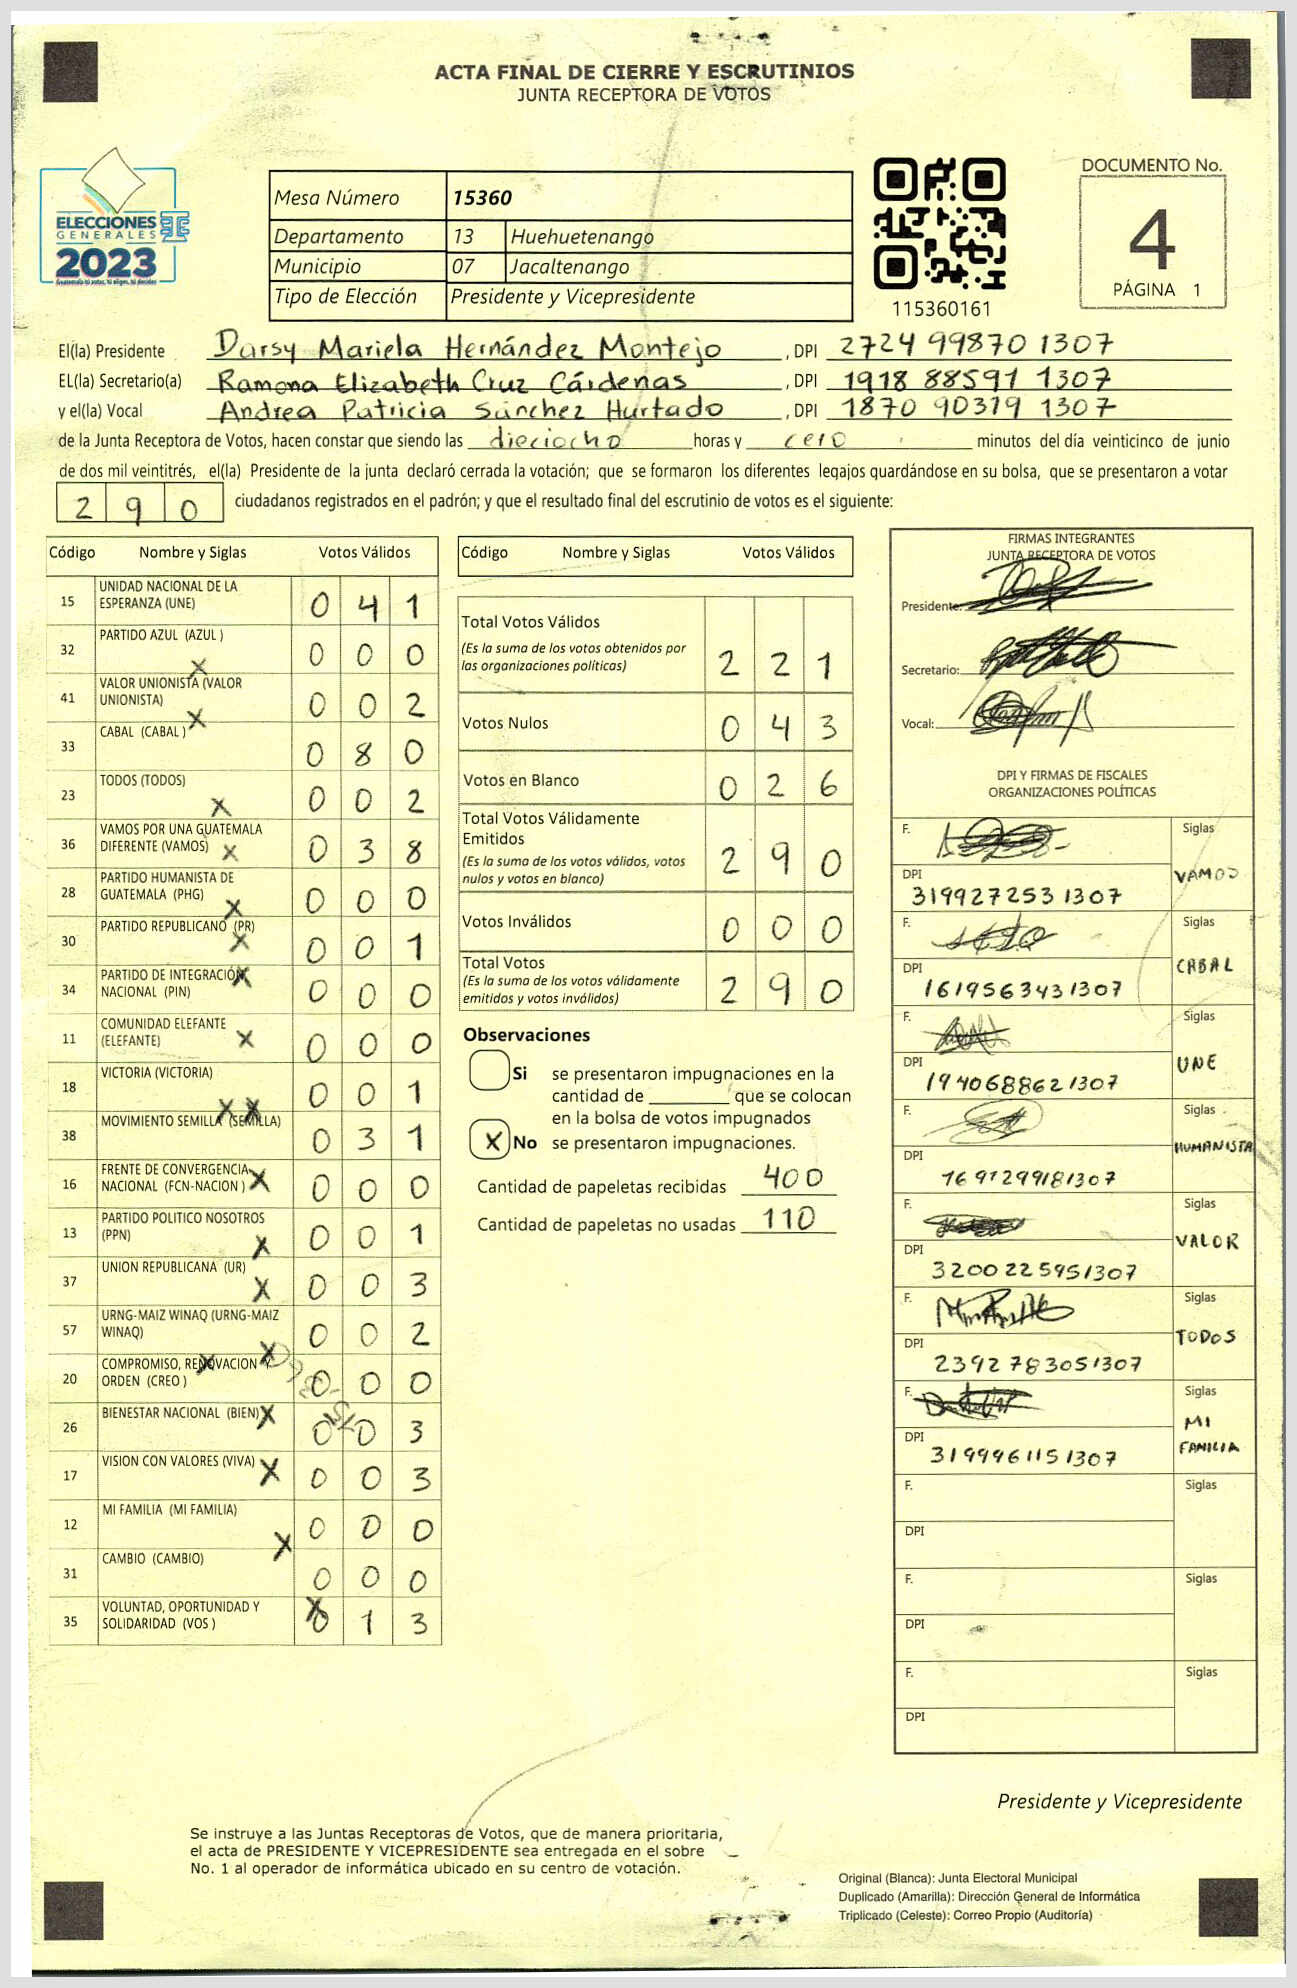 ACTA FINAL DE CIERRE Y ESCRUTINIOS
JUNTA RECEPTORA DE VOTOS
ELECCIONES
GENERALES
2023
Guatemala tú votas, tú eliges, tú decides
Mesa Número 15360
Departamento 13 Huehuetenango
Municipio 07 Jacaltenango
Tipo de Elección Presidente y Vicepresidente
115360161
DOCUMENTO No.
4
PÁGINA 1
El(la) Presidente Darsy Mariela Hernández Montejo, DPI 2724 99870 1307
EL(la) Secretario(a) Ramona Elizabeth Cruz Cárdenas, DPI 1918 88591 1307
y el(la) Vocal Andrea Patricia Sánchez Hurtado, DPI 1870 90319 1307
de la Junta Receptora de Votos, hacen constar que siendo las dieciocho horas y cero minutos del día veinticinco de junio
de dos mil veintitrés, el(la) Presidente de la junta declaró cerrada la votación; que se formaron los diferentes legajos quardándose en su bolsa, que se presentaron a votar
290 ciudadanos registrados en el padrón; y que el resultado final del escrutinio de votos es el siguiente:
Código Nombre y Siglas Votos Válidos
15 UNIDAD NACIONAL DE LA ESPERANZA (UNE) 0 4 1
32 PARTIDO AZUL (AZUL ) 0 0 0
41 VALOR UNIONISTA (VALOR UNIONISTA) 0 0 2
33 CABAL (CABAL ) 0 8 0
23 TODOS (TODOS) 0 0 2
36 VAMOS POR UNA GUATEMALA DIFERENTE (VAMOS) 0 3 8
28 PARTIDO HUMANISTA DE GUATEMALA (PHG) 0 0 0
30 PARTIDO REPUBLICANO (PR) 0 0 1
34 PARTIDO DE INTEGRACIÓN NACIONAL (PIN) 0 0 0
11 COMUNIDAD ELEFANTE (ELEFANTE) 0 0 0
18 VICTORIA (VICTORIA) 0 0 1
38 MOVIMIENTO SEMILLA (SEMILLA) 0 3 1
16 FRENTE DE CONVERGENCIA NACIONAL (FCN-NACION ) 0 0 0
13 PARTIDO POLITICO NOSOTROS (PPN) 0 0 1
37 UNION REPUBLICANA (UR) 0 0 3
57 URNG-MAIZ WINAQ (URNG-MAIZ WINAQ) 0 0 2
20 COMPROMISO, RENOVACION Y ORDEN (CREO ) 0 0 0
26 BIENESTAR NACIONAL (BIEN) 0 0 3
17 VISION CON VALORES (VIVA) 0 0 3
12 MI FAMILIA (MI FAMILIA) 0 0 0
31 CAMBIO (CAMBIO) 0 0 0
35 VOLUNTAD, OPORTUNIDAD Y SOLIDARIDAD (VOS ) 0 1 3
Código Nombre y Siglas Votos Válidos
Total Votos Válidos
(Es la suma de los votos obtenidos por
las organizaciones políticas) 2 2 1
Votos Nulos 0 4 3
Votos en Blanco 0 2 6
Total Votos Válidamente
Emitidos
(Es la suma de los votos válidos, votos
nulos y votos en blanco) 2 9 0
Votos Inválidos 0 0 0
Total Votos
(Es la suma de los votos válidamente
emitidos y votos inválidos) 2 9 0
Observaciones
Si se presentaron impugnaciones en la
cantidad de ________ que se colocan
en la bolsa de votos impugnados
X No se presentaron impugnaciones.
Cantidad de papeletas recibidas 400
Cantidad de papeletas no usadas 110
FIRMAS INTEGRANTES
JUNTA RECEPTORA DE VOTOS
Presidente:
Secretario:
Vocal:
DPI Y FIRMAS DE FISCALES
ORGANIZACIONES POLÍTICAS
F. Siglas
DPI VAMOS
319927253 1307
F. Siglas
DPI CABAL
1619563431307
F. Siglas
DPI UNE
1940688621307
F. Siglas
DPI HUMANISTA
1691299181307
F. Siglas
DPI VALOR
3200225951307
F. Siglas
DPI TODOS
2392783051307
F. Siglas
DPI MI FAMILIA
3199961151307
F. Siglas
DPI
F. Siglas
DPI
F. Siglas
DPI
Presidente y Vicepresidente
Se instruye a las Juntas Receptoras de Votos, que de manera prioritaria,
el acta de PRESIDENTE Y VICEPRESIDENTE sea entregada en el sobre
No. 1 al operador de informática ubicado en su centro de votación.
Original (Blanca): Junta Electoral Municipal
Duplicado (Amarilla): Dirección General de Informática
Triplicado (Celeste): Correo Propio (Auditoría)